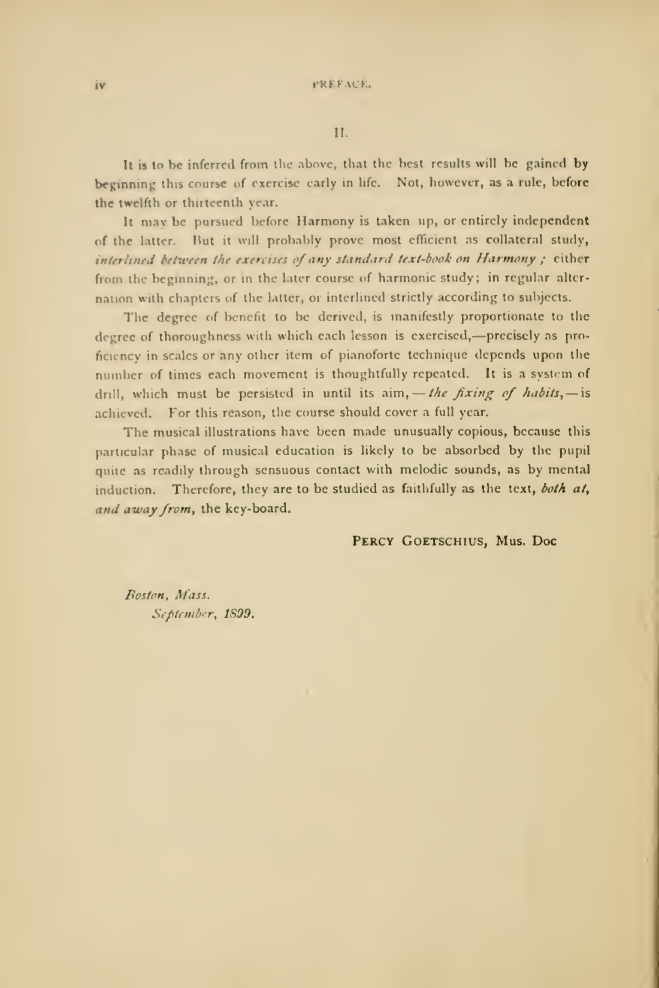 iv
PREFACE.
II.
It is to be inferred from the above, that the best results will be gained by
beginning this course of exercise early in life. Not, however, as a rule, before
the twelfth or thirteenth year.
It may be pursued before Harmony is taken up, or entirely independent
of the latter. But it will probably prove most efficient as collateral study,
interlined between the exercises of any standard text-book on Harmony; either
from the beginning, or in the later course of harmonic study; in regular alter-
nation with chapters of the latter, or interlined strictly according to subjects.
The degree of benefit to be derived, is manifestly proportionate to the
degree of thoroughness with which each lesson is exercised,—precisely as pro-
ficiency in scales or any other item of pianoforte technique depends upon the
number of times each movement is thoughtfully repeated. It is a system of
drill, which must be persisted in until its aim,—the fixing of habits,—is
achieved. For this reason, the course should cover a full year.
The musical illustrations have been made unusually copious, because this
particular phase of musical education is likely to be absorbed by the pupil
quite as readily through sensuous contact with melodic sounds, as by mental
induction. Therefore, they are to be studied as faithfully as the text, both at,
and away from, the key-board.
PERCY GOETSCHIUS, Mus. Doc
Boston, Mass.
September, 1899.